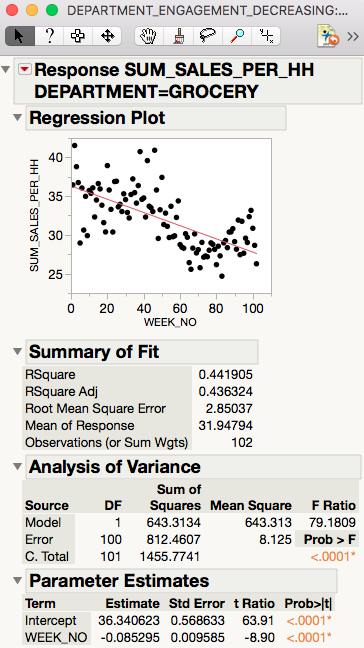 DEPARTMENT_ENGAGEMENT_DECREASING:...
Response SUM_SALES_PER_HH
DEPARTMENT=GROCERY
Regression Plot
SUM_SALES_PER_HH
40
35
30
25
0 20 40 60 80 100
WEEK_NO
Summary of Fit
RSquare 0.441905
RSquare Adj 0.436324
Root Mean Square Error 2.85037
Mean of Response 31.94794
Observations (or Sum Wgts) 102
Analysis of Variance
Sum of
Source DF Squares Mean Square F Ratio
Model 1 643.3134 643.313 79.1809
Error 100 812.4607 8.125 Prob > F
C. Total 101 1455.7741 <.0001*
Parameter Estimates
Term Estimate Std Error t Ratio Prob>|t|
Intercept 36.340623 0.568633 63.91 <.0001*
WEEK_NO -0.085295 0.009585 -8.90 <.0001*